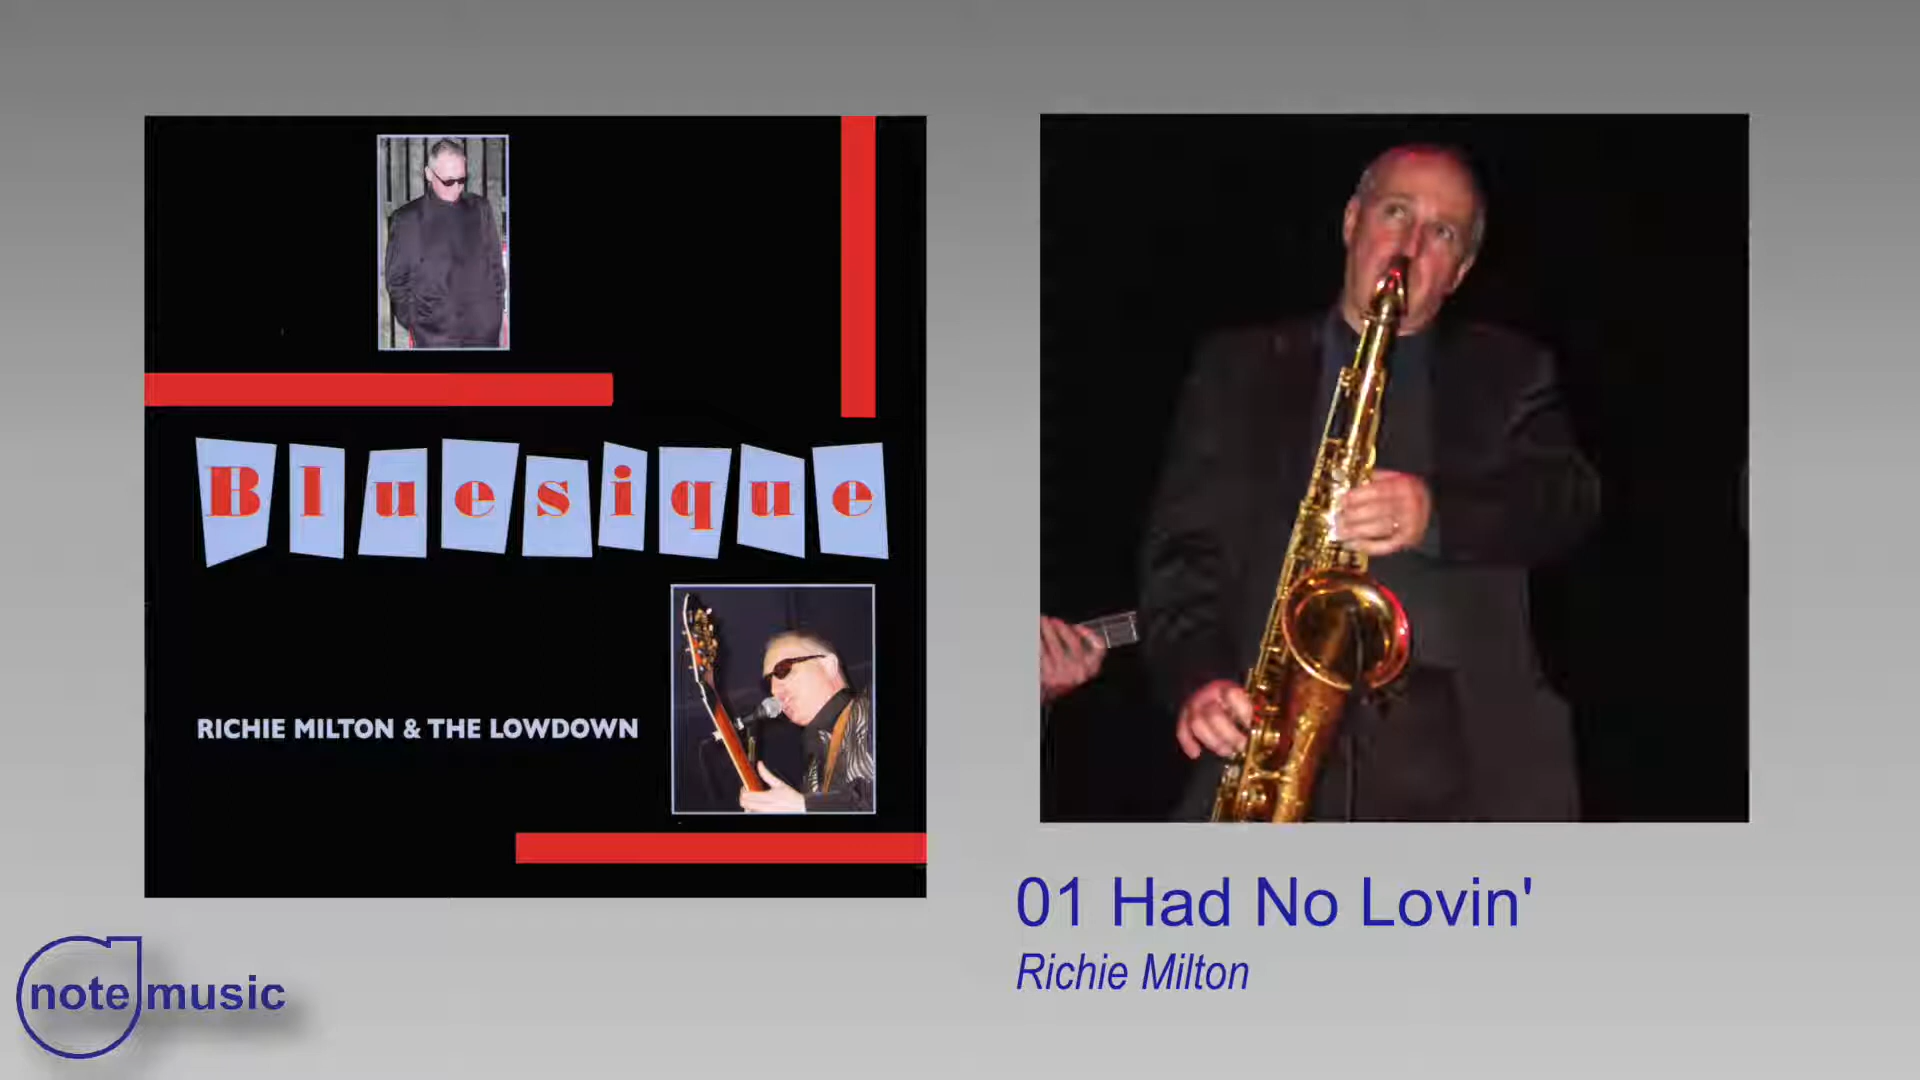 Bluesique
RICHIE MILTON & THE LOWDOWN
01 Had No Lovin'
Richie Milton
note music